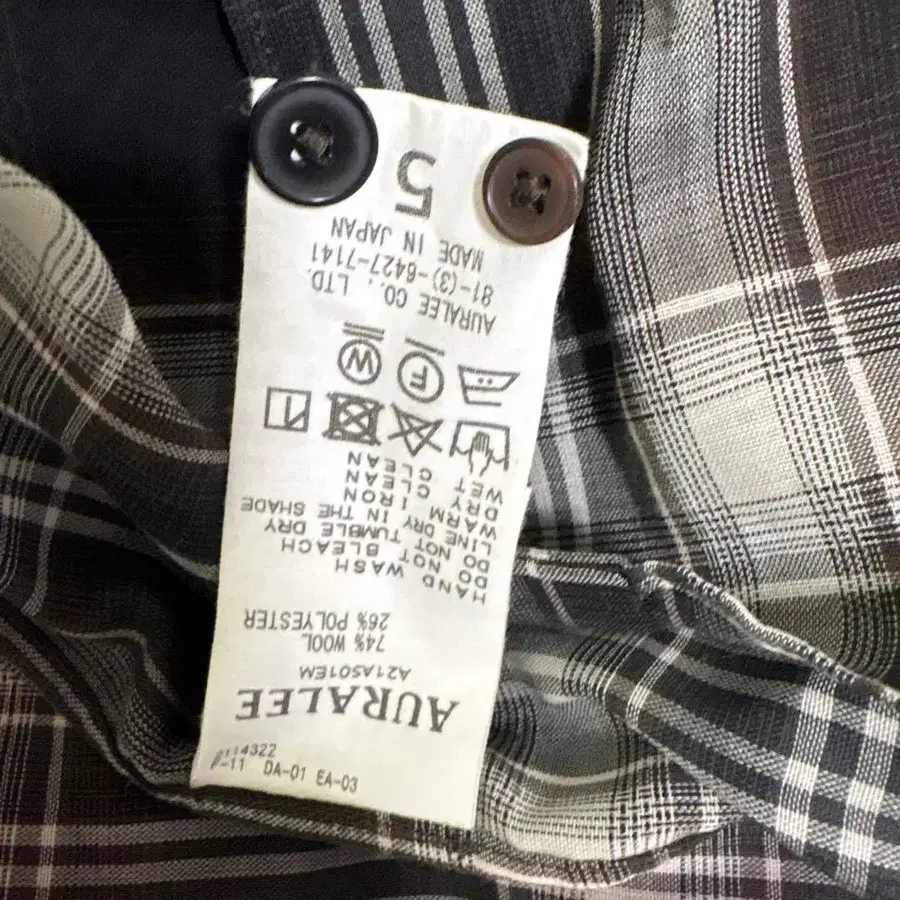 AURALEE
A21AS01EM
74% WOOL
26% POLYESTER
HAND WASH
DO NOT BLEACH
DO NOT TUMBLE DRY
LINE DRY IN THE SHADE
WARM IRON
DRY CLEAN
WET CLEAN
F W
AURALEE CO., LTD.
81-(3)-6427-7141
MADE IN JAPAN
5
114322
-11 DA-01 EA-03